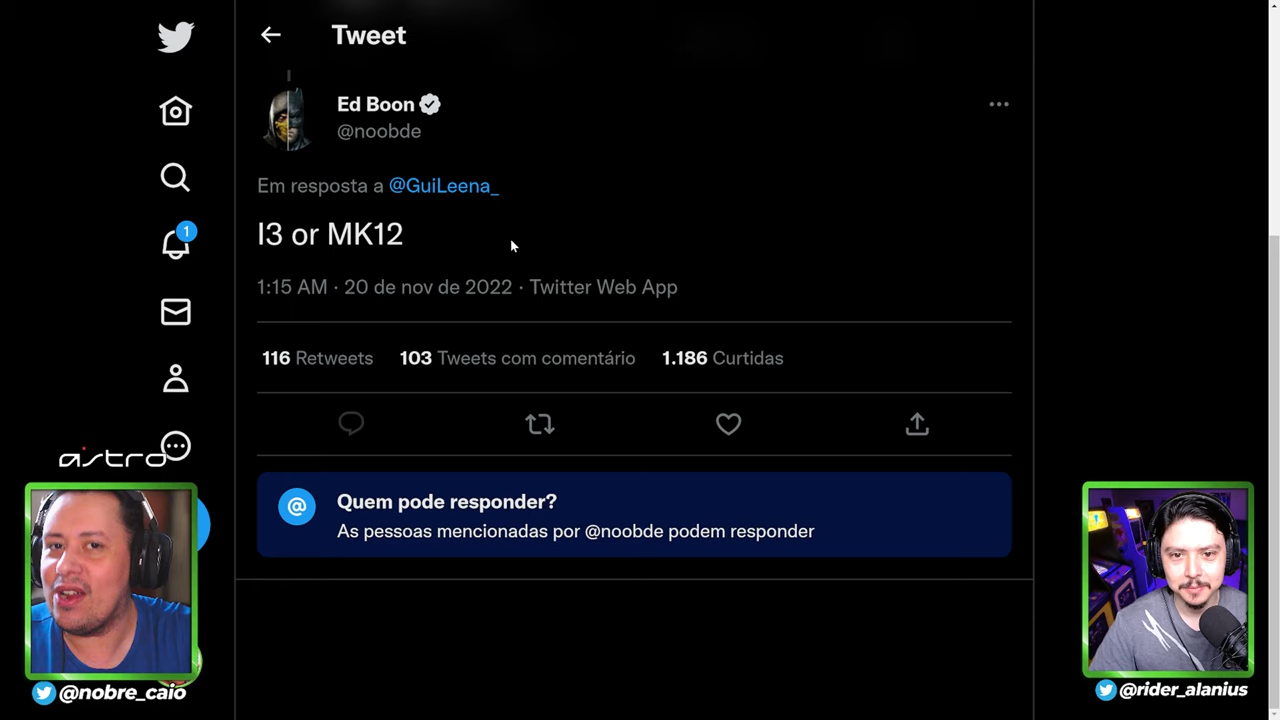 Tweet
Ed Boon
@noobde
Em resposta a @GuiLeena_
I3 or MK12
1:15 AM · 20 de nov de 2022 · Twitter Web App
116 Retweets 103 Tweets com comentário 1.186 Curtidas
@ Quem pode responder?
As pessoas mencionadas por @noobde podem responder
1
astro
@nobre_caio
@rider_alanius